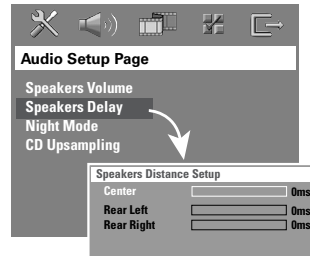 Audio Setup Page
Speakers Volume
Speakers Delay
Night Mode
CD Upsampling
Speakers Distance Setup
Center 0ms
Rear Left 0ms
Rear Right 0ms